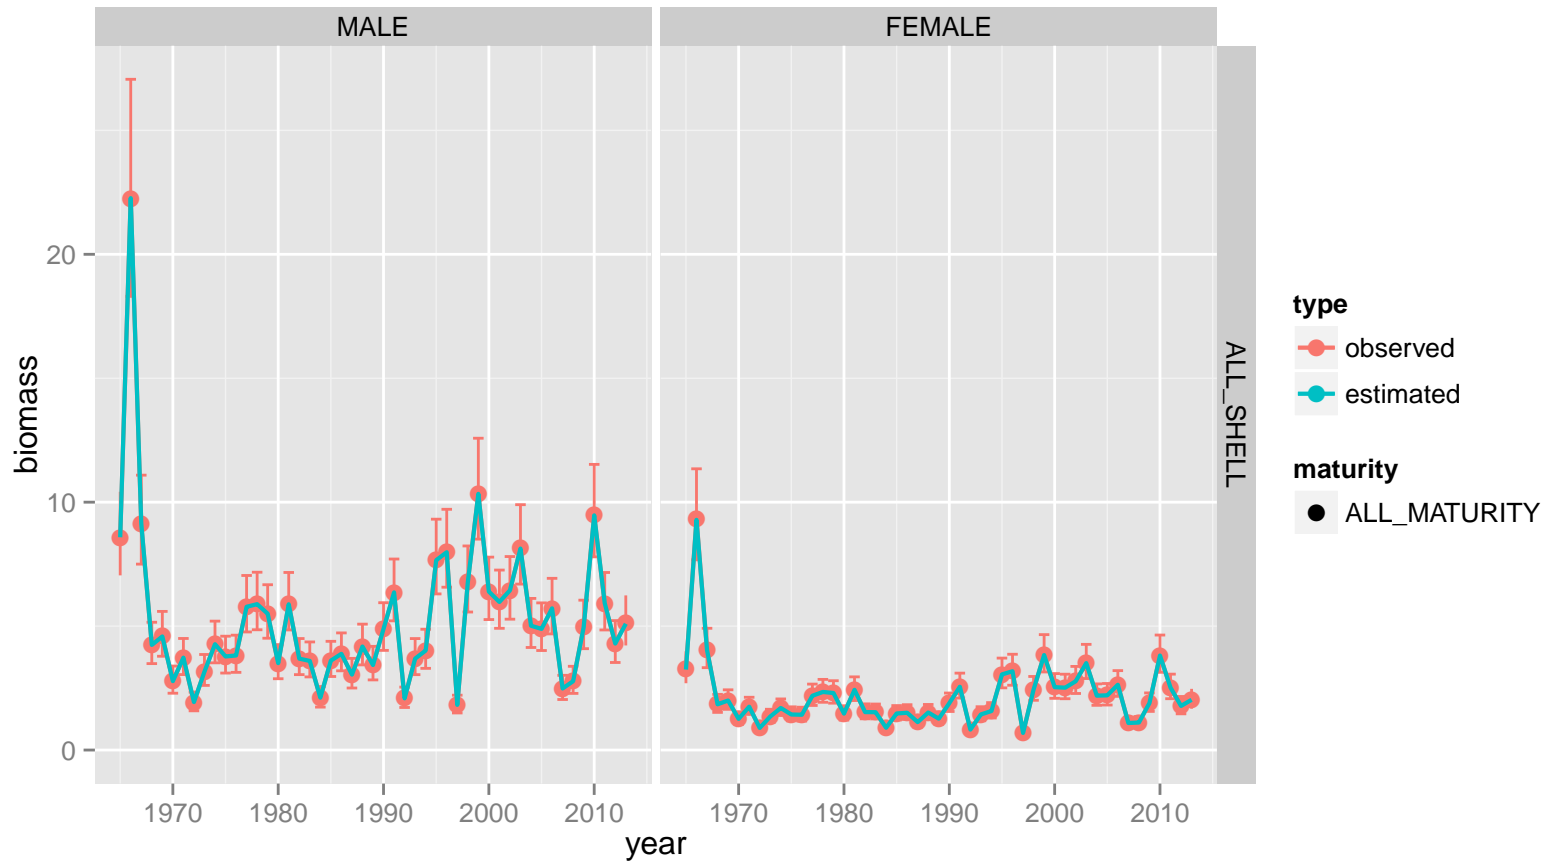 MALE
FEMALE
ALL_SHELL
biomass
20
10
0
1970
1980
1990
2000
2010
1970
1980
1990
2000
2010
year
type
observed
estimated
maturity
ALL_MATURITY